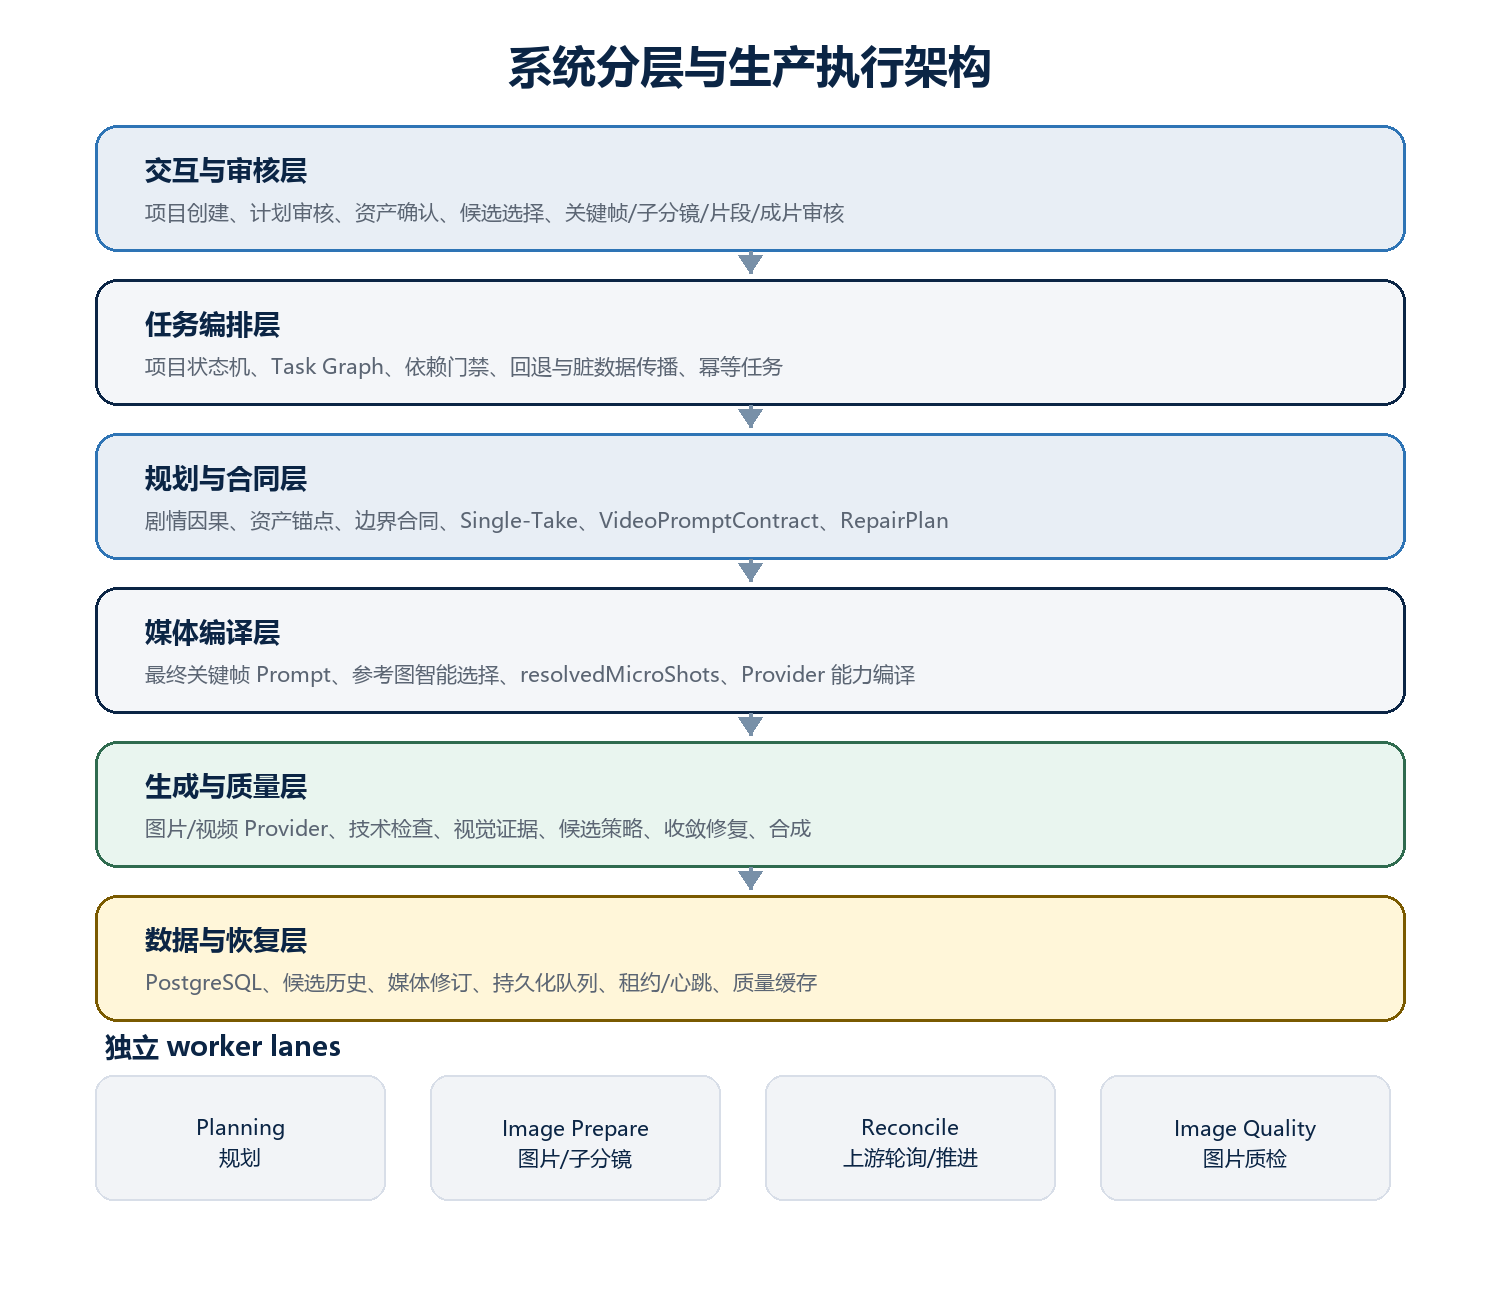 系统分层与生产执行架构
交互与审核层
项目创建、计划审核、资产确认、候选选择、关键帧/子分镜/片段/成片审核
任务编排层
项目状态机、Task Graph、依赖门禁、回退与脏数据传播、幂等任务
规划与合同层
剧情因果、资产锚点、边界合同、Single-Take、VideoPromptContract、RepairPlan
媒体编译层
最终关键帧 Prompt、参考图智能选择、resolvedMicroShots、Provider 能力编译
生成与质量层
图片/视频 Provider、技术检查、视觉证据、候选策略、收敛修复、合成
数据与恢复层
PostgreSQL、候选历史、媒体修订、持久化队列、租约/心跳、质量缓存
独立 worker lanes
Planning
规划
Image Prepare
图片/子分镜
Reconcile
上游轮询/推进
Image Quality
图片质检